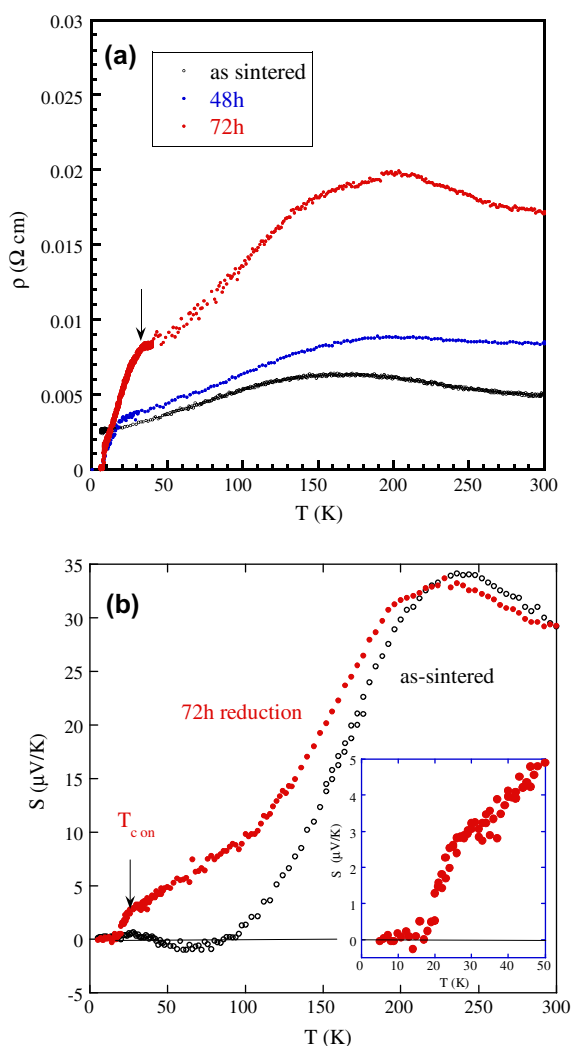 (a)
as sintered
48h
72h
0.03
0.025
0.02
0.015
0.01
0.005
0
ρ (Ω cm)
0 50 100 150 200 250 300
T (K)
(b)
35
30
25
20
15
10
5
0
-5
S (μV/K)
72h reduction
as-sintered
T c on
5
4
3
2
1
0
S (μV/K)
0 10 20 30 40 50
T (K)
0 50 100 150 200 250 300
T (K)